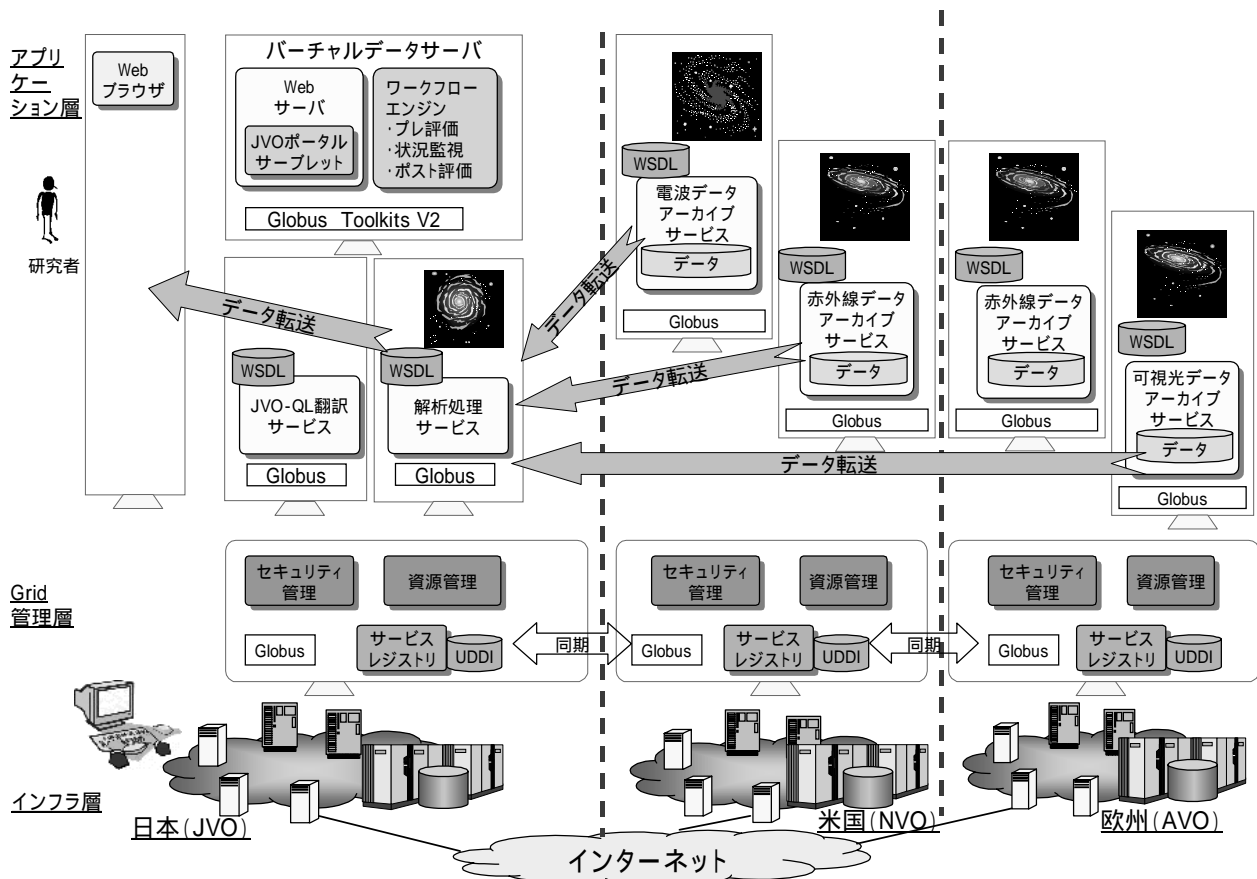 アプリ
ケー
ション層
Web
ブラウザ
バーチャルデータサーバ
Web
サーバ
JVOポータル
サーブレット
ワークフロー
エンジン
・プレ評価
・状況監視
・ポスト評価
Globus Toolkits V2
研究者
データ転送
WSDL
JVO-QL翻訳
サービス
Globus
WSDL
解析処理
サービス
Globus
WSDL
電波データ
アーカイブ
サービス
データ
Globus
データ転送
WSDL
赤外線データ
アーカイブ
サービス
データ
Globus
データ転送
WSDL
赤外線データ
アーカイブ
サービス
データ
Globus
WSDL
可視光データ
アーカイブ
サービス
データ
Globus
データ転送
Grid
管理層
セキュリティ
管理
資源管理
Globus
サービス
レジストリ
UDDI
同期
セキュリティ
管理
資源管理
Globus
サービス
レジストリ
UDDI
同期
セキュリティ
管理
資源管理
Globus
サービス
レジストリ
UDDI
インフラ層
日本(JVO)
米国(NVO)
欧州(AVO)
インターネット